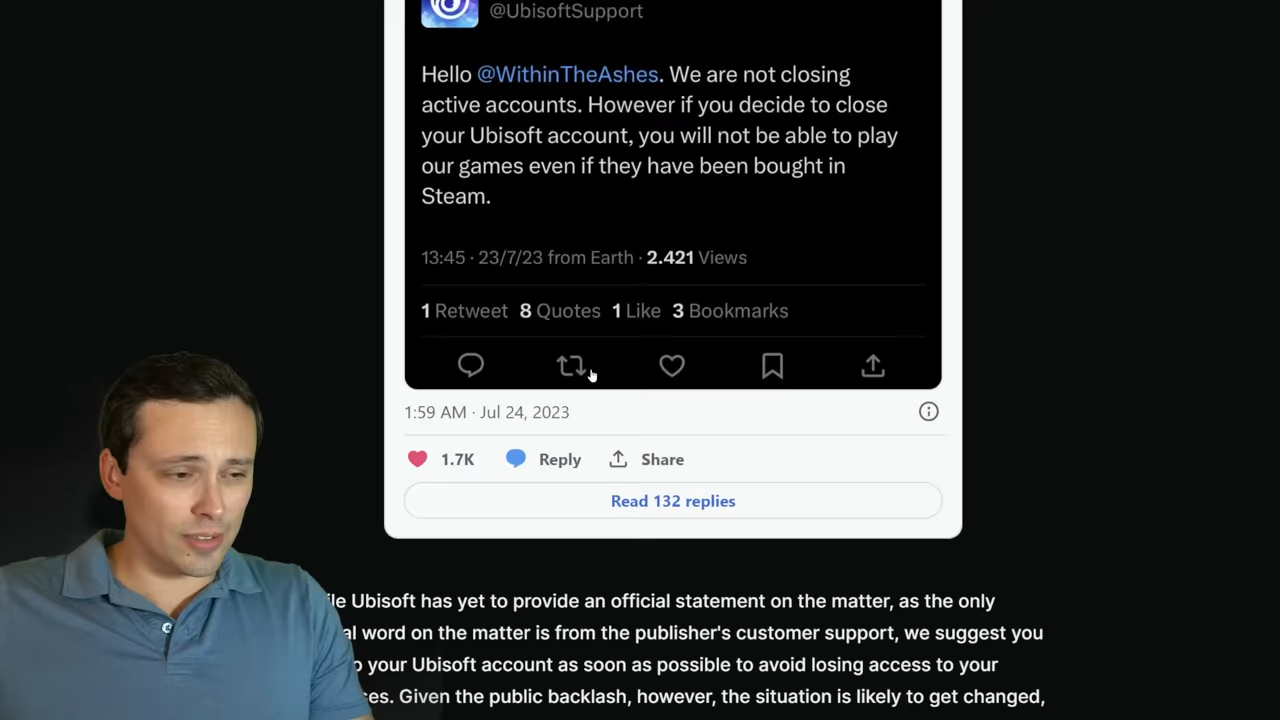 @UbisoftSupport
Hello @WithinTheAshes. We are not closing
active accounts. However if you decide to close
your Ubisoft account, you will not be able to play
our games even if they have been bought in
Steam.
13:45 · 23/7/23 from Earth · 2.421 Views
1 Retweet 8 Quotes 1 Like 3 Bookmarks
1:59 AM · Jul 24, 2023
1.7K Reply Share
Read 132 replies
Ubisoft has yet to provide an official statement on the matter, as the only
word on the matter is from the publisher's customer support, we suggest you
your Ubisoft account as soon as possible to avoid losing access to your
Given the public backlash, however, the situation is likely to get changed,